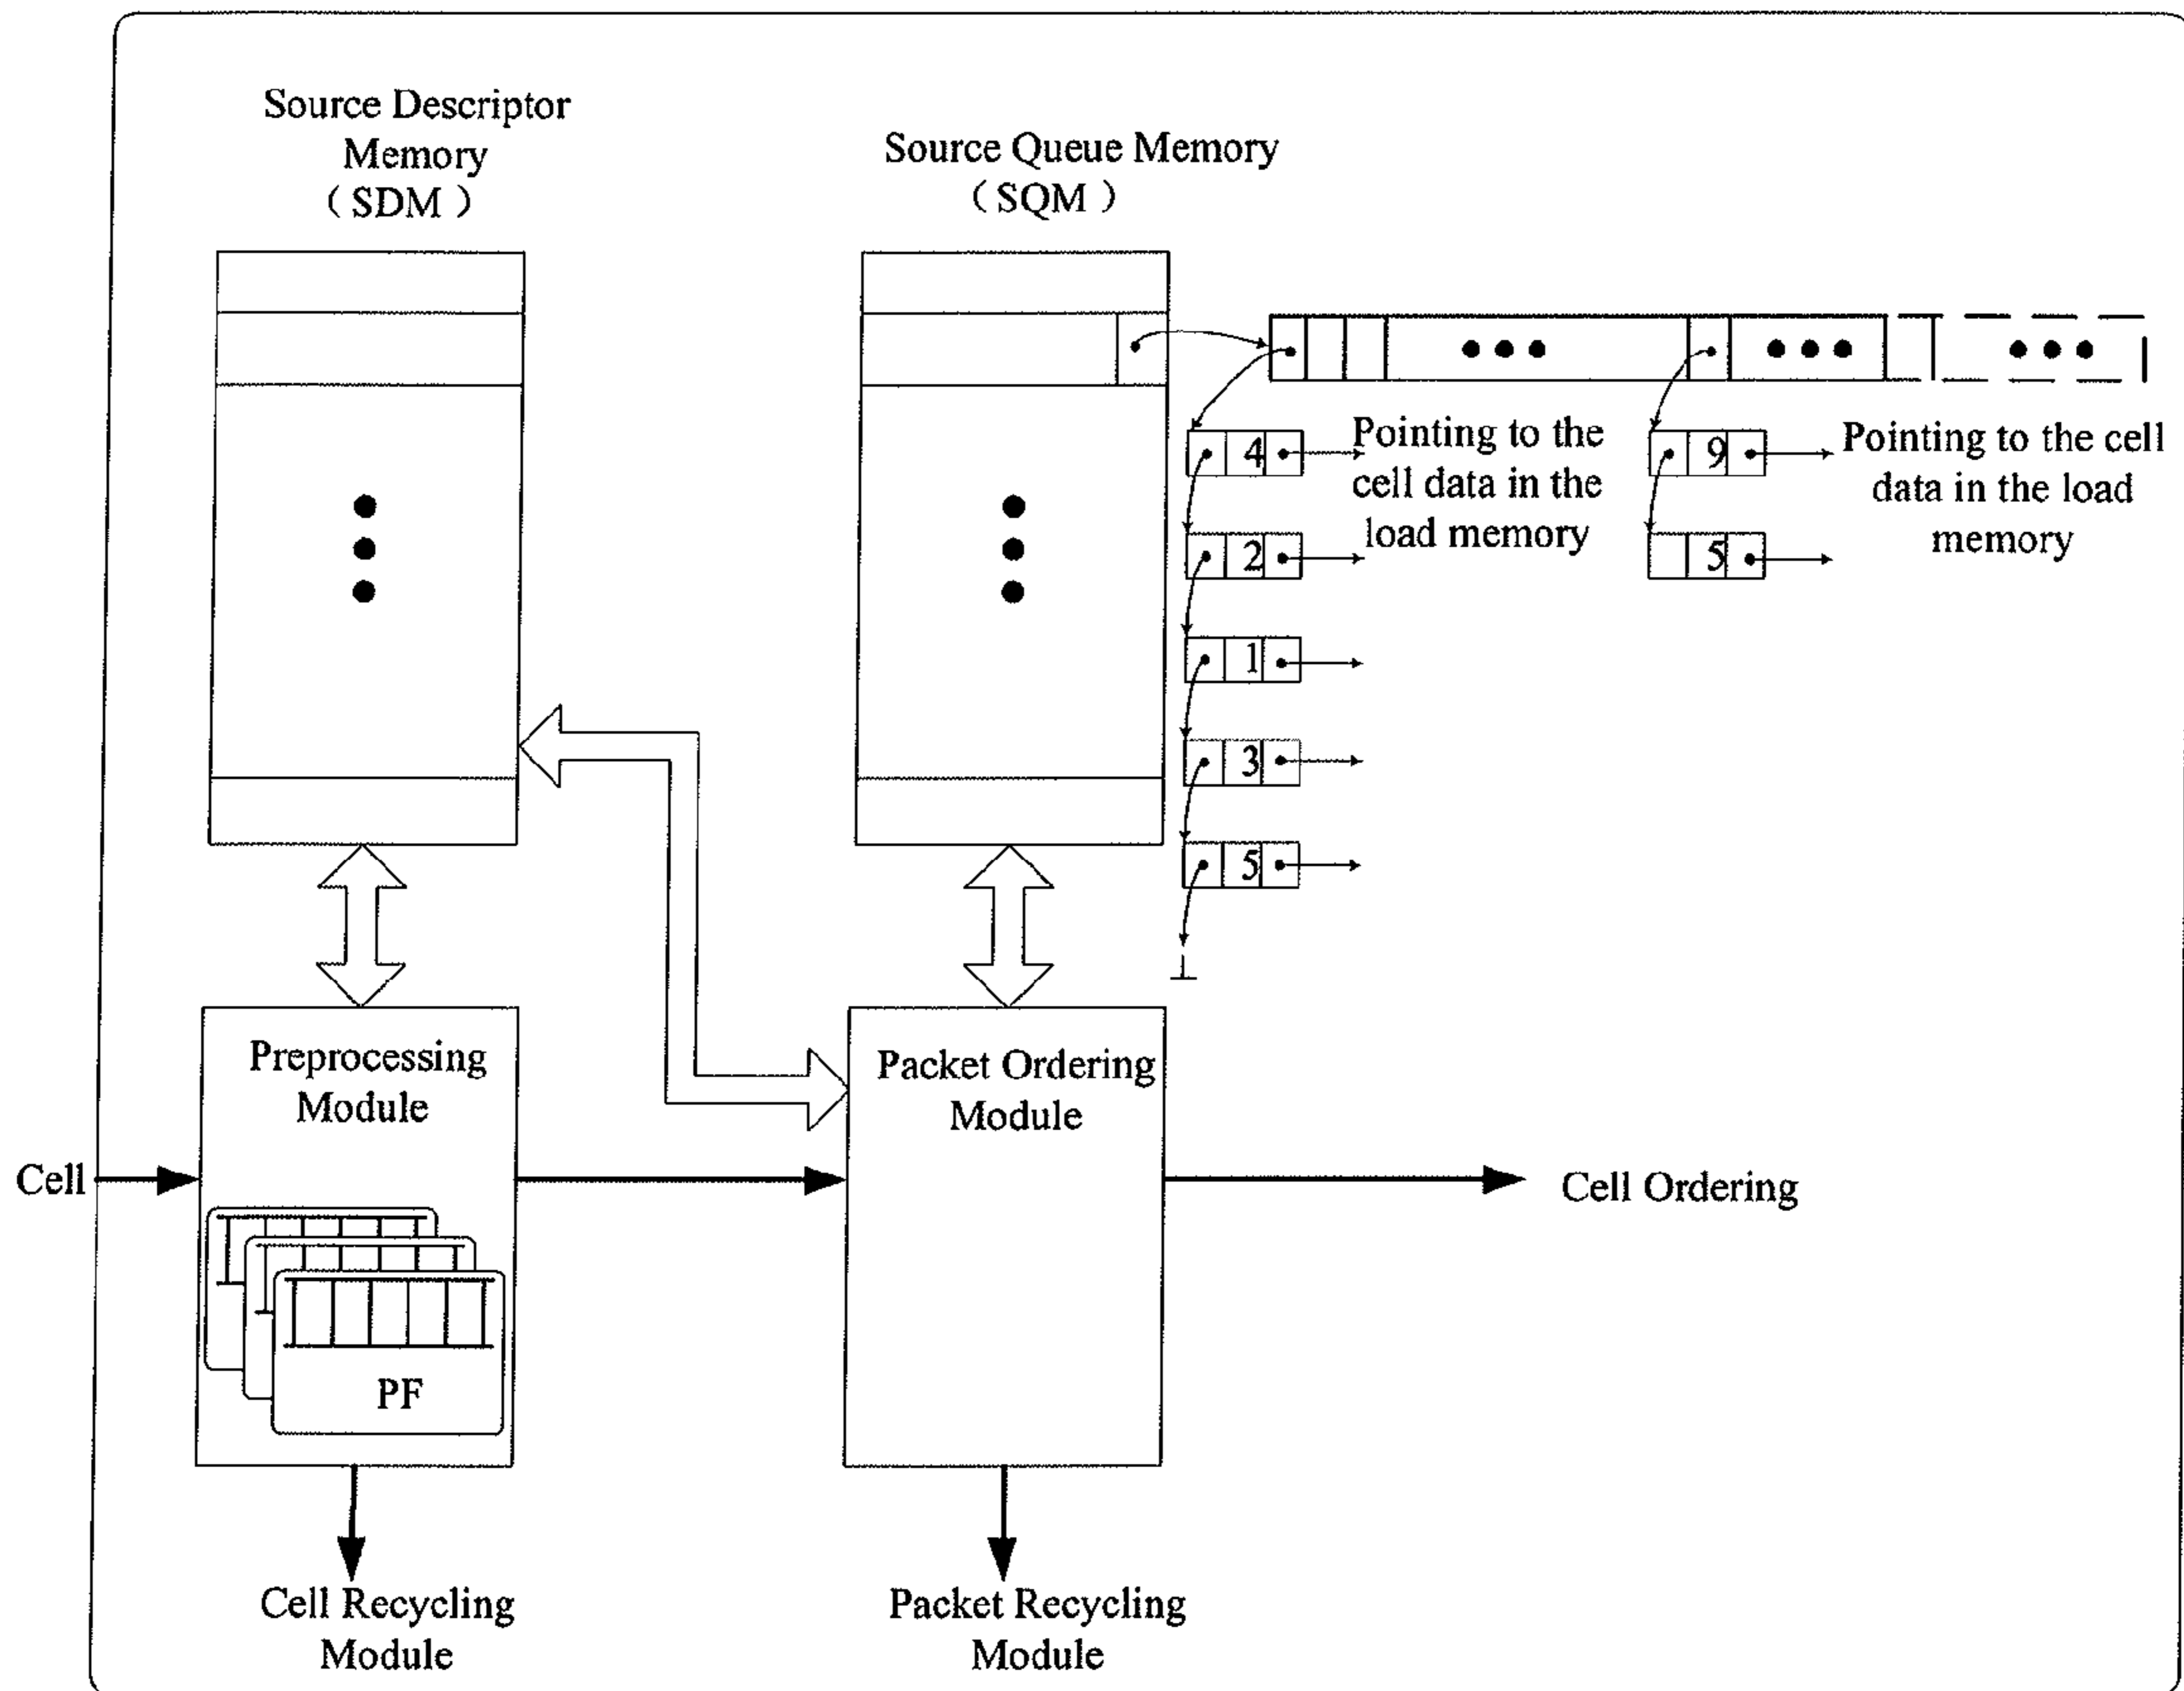 Source Descriptor
Memory
（SDM）
Source Queue Memory
（SQM）
4
Pointing to the
cell data in the
load memory
9
Pointing to the cell
data in the load
memory
2
5
1
3
5
Preprocessing
Module
Packet Ordering
Module
Cell
Cell Ordering
PF
Cell Recycling
Module
Packet Recycling
Module